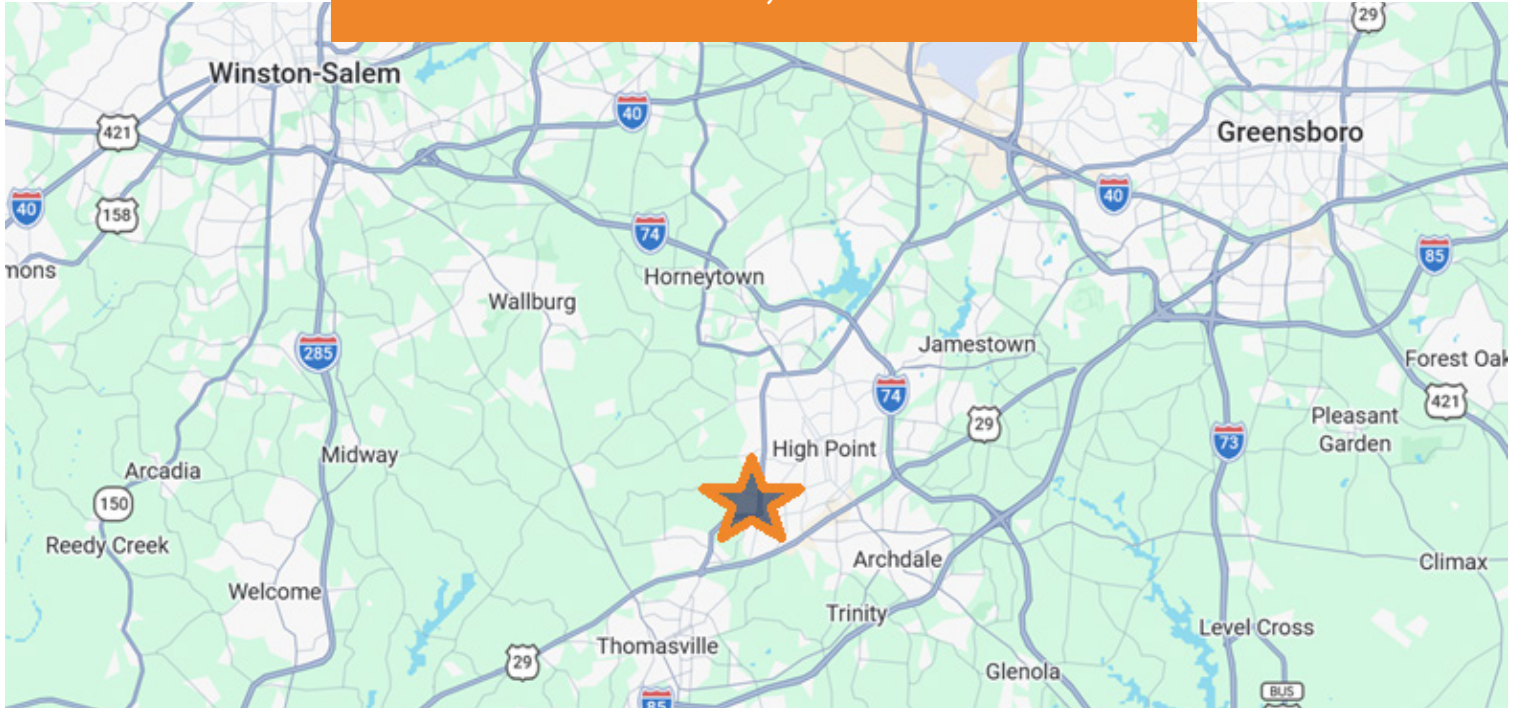 29
Winston-Salem
40
421
Greensboro
40
40
158
74
85
mons
Horneytown
Wallburg
285
Jamestown
Forest Oak
74
421
29
Pleasant
Garden
73
High Point
Midway
Arcadia
150
Reedy Creek
Archdale
Climax
Welcome
Trinity
Level Cross
Thomasville
29
Glenola
BUS
85